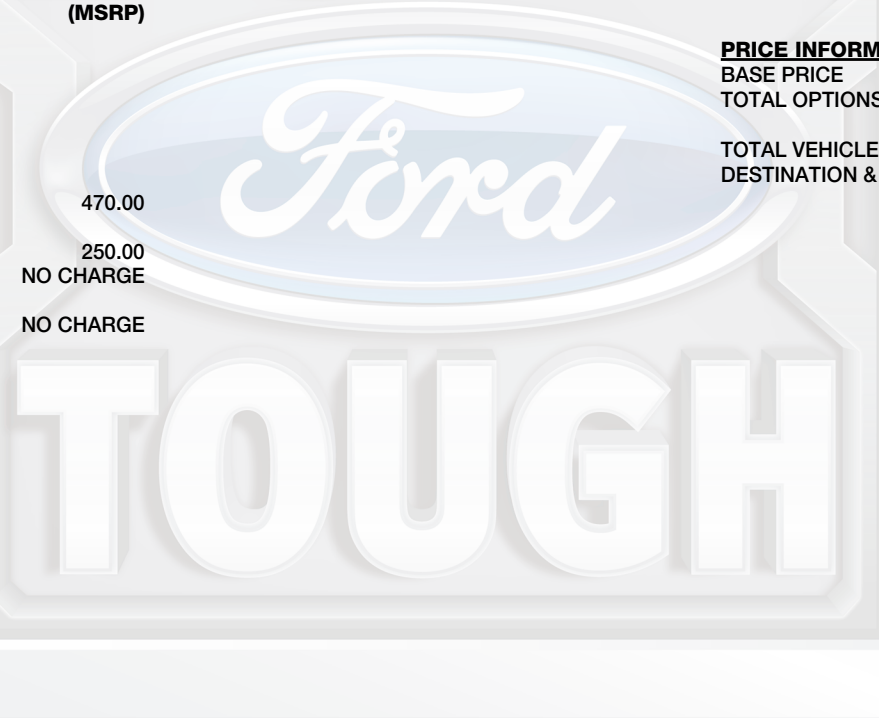 (MSRP)
470.00
250.00
NO CHARGE
NO CHARGE
PRICE INFORM
BASE PRICE
TOTAL OPTIONS
TOTAL VEHICLE
DESTINATION &
Ford
TOUGH